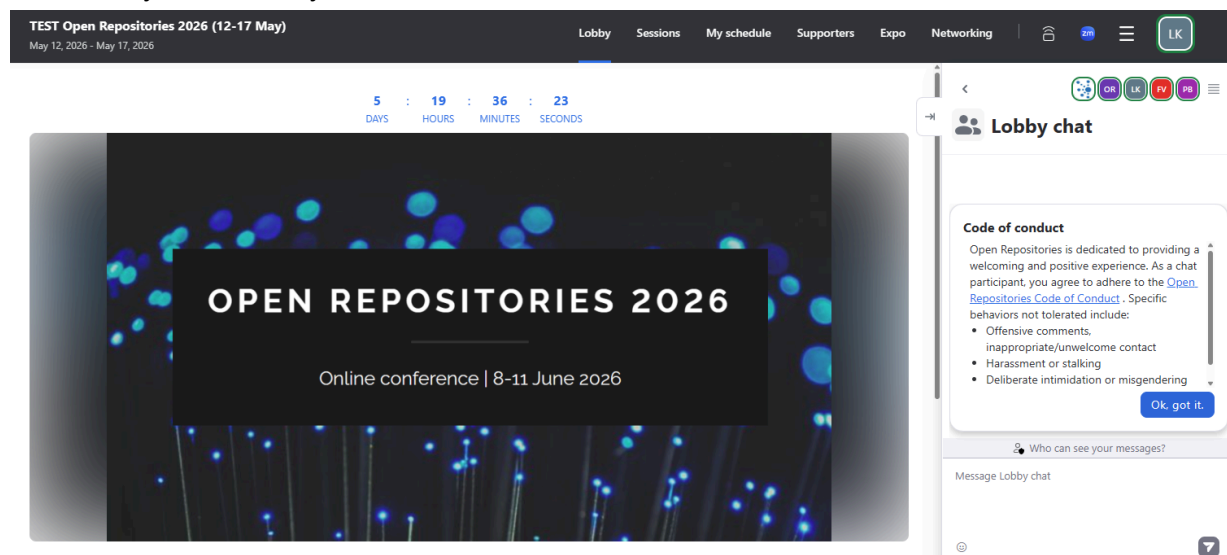 TEST Open Repositories 2026 (12-17 May)
May 12, 2026 - May 17, 2026
Lobby Sessions My schedule Supporters Expo Networking zm LK
5 : 19 : 36 : 23
DAYS HOURS MINUTES SECONDS
OPEN REPOSITORIES 2026
Online conference | 8-11 June 2026
OR LK FV PB
Lobby chat
Code of conduct
Open Repositories is dedicated to providing a
welcoming and positive experience. As a chat
participant, you agree to adhere to the Open
Repositories Code of Conduct . Specific
behaviors not tolerated include:
• Offensive comments,
inappropriate/unwelcome contact
• Harassment or stalking
• Deliberate intimidation or misgendering
Ok, got it.
Who can see your messages?
Message Lobby chat